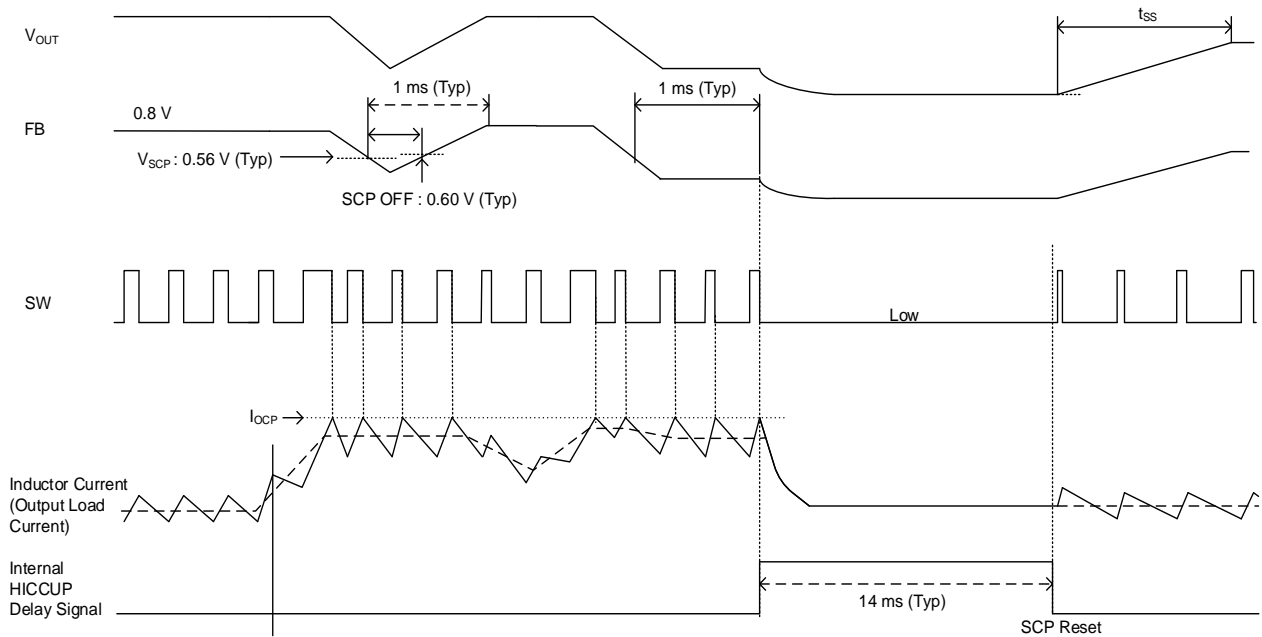 tSS
VOUT
1 ms (Typ)
1 ms (Typ)
0.8 V
FB
VSCP : 0.56 V (Typ)
SCP OFF : 0.60 V (Typ)
SW
Low
IOCP
Inductor Current
(Output Load
Current)
Internal
HICCUP
Delay Signal
14 ms (Typ)
SCP Reset